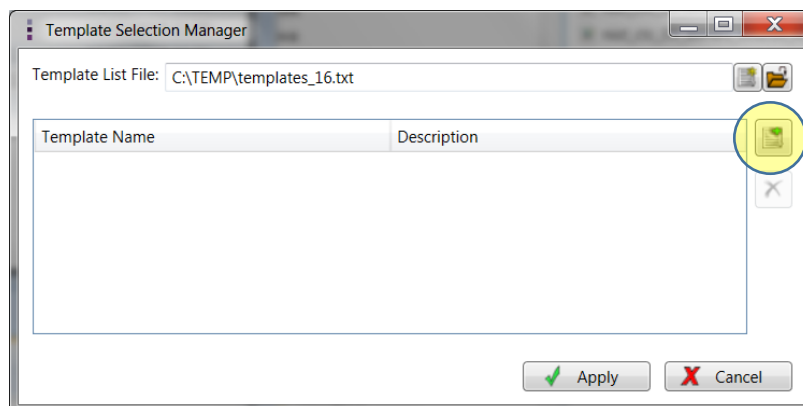 Template Selection Manager
Template List File: C:\TEMP\templates_16.txt
Template Name Description
Apply Cancel